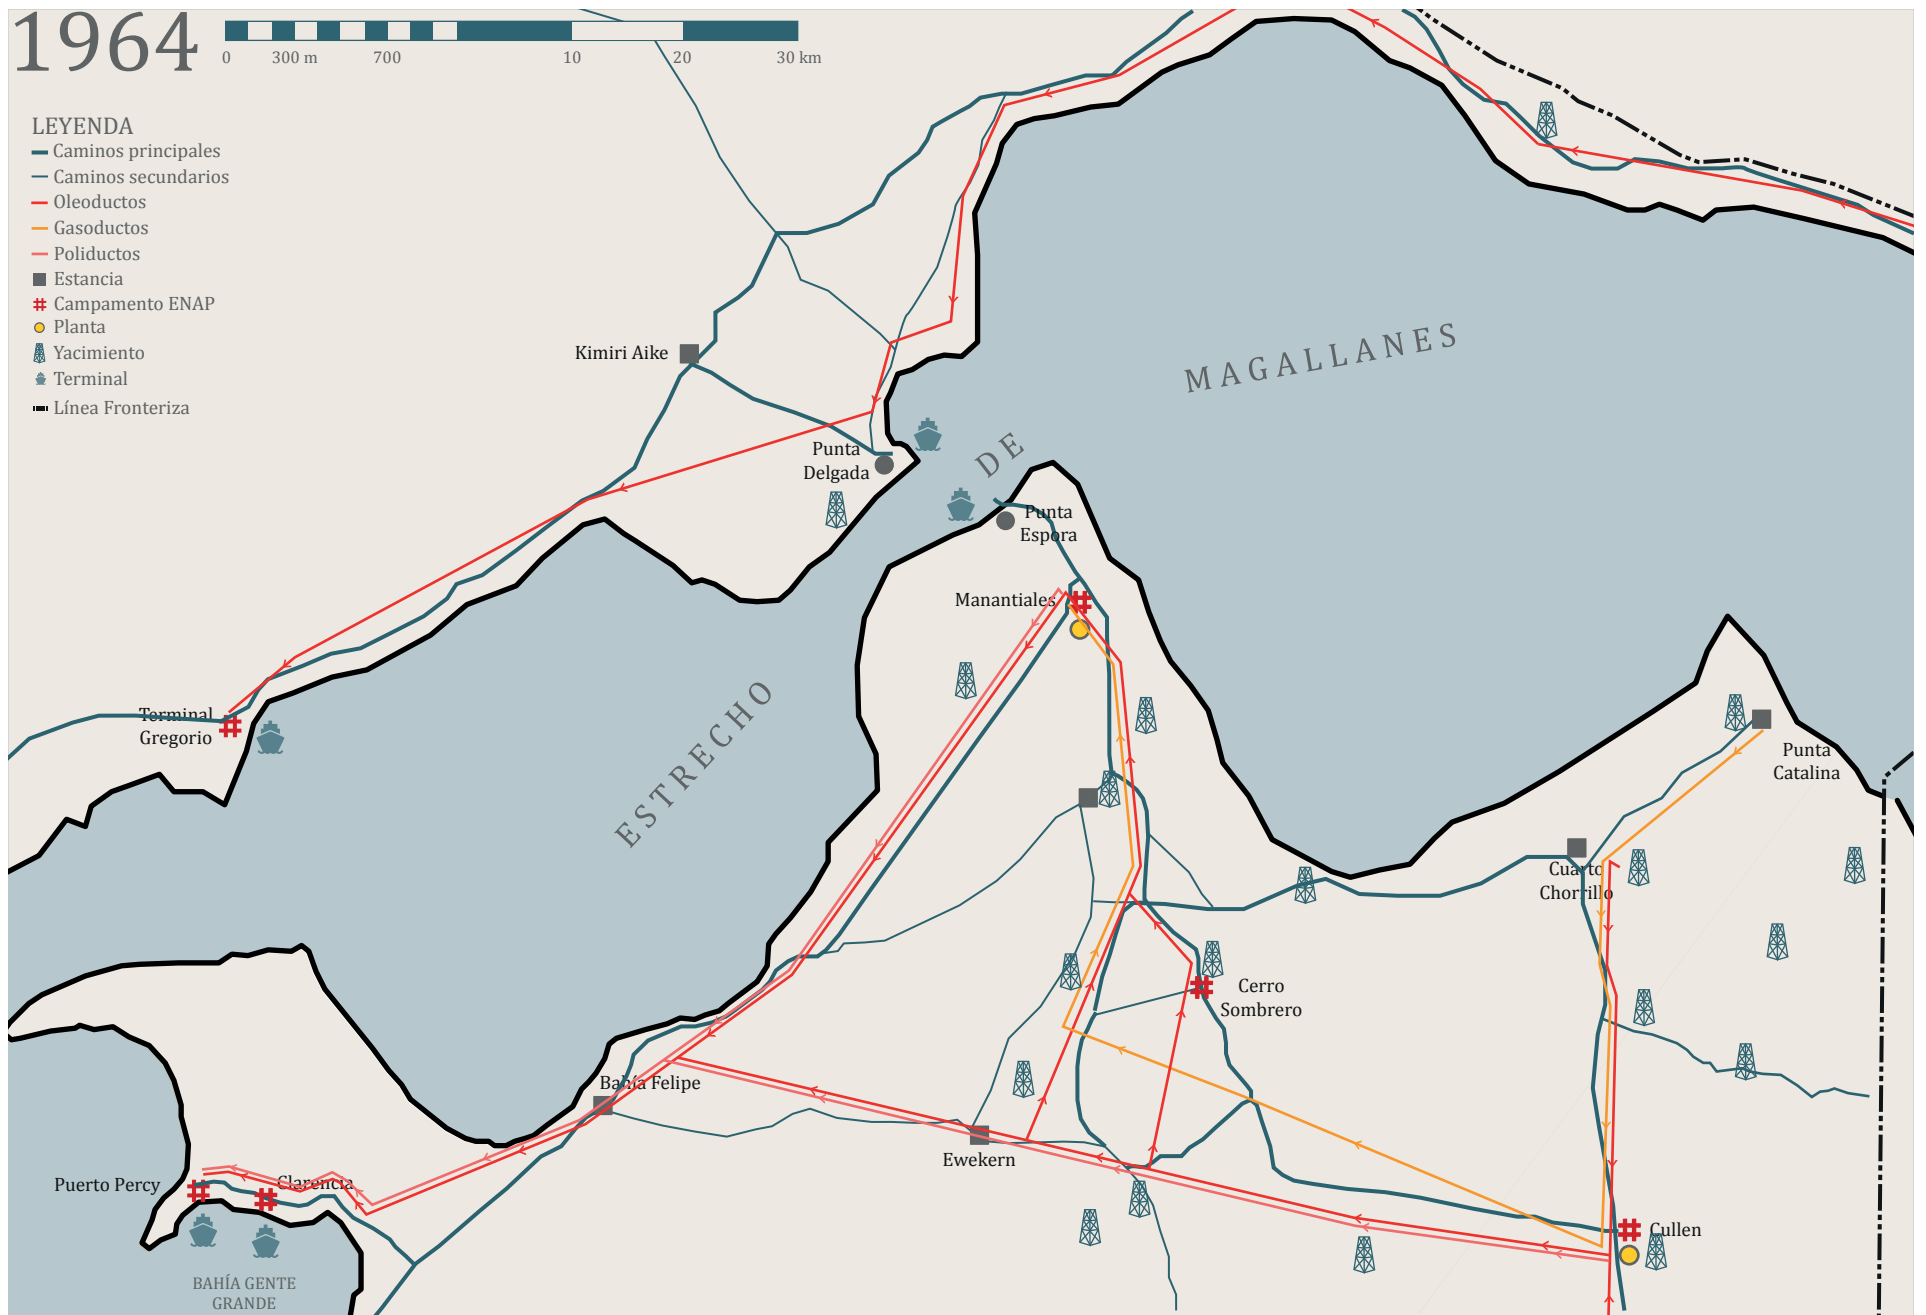 1964
0 300 m 700 10 20 30 km
LEYENDA
Caminos principales
Caminos secundarios
Oleoductos
Gasoductos
Poliductos
Estancia
Campamento ENAP
Planta
Yacimiento
Terminal
Línea Fronteriza
MAGALLANES
DE
ESTRECHO
Kimiri Aike
Punta
Delgada
Punta
Espora
Manantiales
Terminal
Gregorio
Punta
Catalina
Cuarto
Chorrillo
Cerro
Sombrero
Bahía Felipe
Ewekern
Puerto Percy
Clarencia
Cullen
BAHÍA GENTE
GRANDE